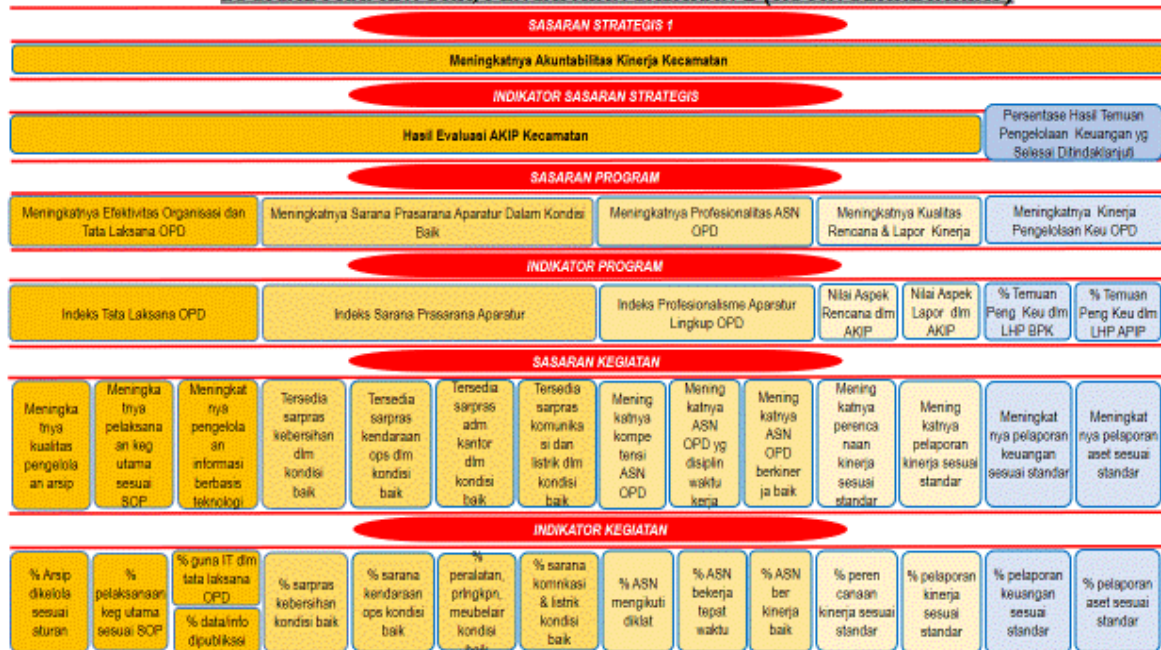 SASARAN STRATEGIS 1
Meningkatnya Akuntabilitas Kinerja Kecamatan
INDIKATOR SASARAN STRATEGIS
Hasil Evaluasi AKIP Kecamatan
Persentase Hasil Temuan
Pengelolaan Keuangan yg
Selesai Ditindaklanjuti
SASARAN PROGRAM
Meningkatnya Efektivitas Organisasi dan
Tata Laksana OPD
Meningkatnya Sarana Prasarana Aparatur Dalam Kondisi
Baik
Meningkatnya Profesionalitas ASN
OPD
Meningkatnya Kualitas
Rencana & Lapor Kinerja
Meningkatnya Kinerja
Pengelolaan Keu OPD
INDIKATOR PROGRAM
Indeks Tata Laksana OPD
Indeks Sarana Prasarana Aparatur
Indeks Profesionalisme Aparatur
Lingkup OPD
Nilai Aspek
Rencana dlm
AKIP
Nilai Aspek
Lapor dlm
AKIP
% Temuan
Peng Keu dlm
LHP BPK
% Temuan
Peng Keu dlm
LHP APIP
SASARAN KEGIATAN
Meningka
tnya
kualitas
pengelola
an arsip
Meningka
tnya
pelaksana
an keg
utama
sesuai
SOP
Meningkat
nya
pengelola
an
informasi
berbasis
teknologi
Tersedia
sarpras
kebersihan
dlm
kondisi
baik
Tersedia
sarpras
kendaraan
ops dlm
kondisi
baik
Tersedia
sarpras
adm
kantor
dlm
kondisi
baik
Tersedia
sarpras
komunika
si dan
listrik dlm
kondisi
baik
Mening
katnya
kompe
tensi ASN
OPD
Mening
katnya
ASN
OPD yg
disiplin
waktu
kerja
Mening
katnya
ASN
OPD
berkiner
ja baik
Mening
katnya
perenca
naan
kinerja
sesuai
standar
Mening
katnya
pelaporan
kinerja sesuai
standar
Meningkat
nya pelaporan
keuangan
sesuai standar
Meningkat
nya pelaporan
aset sesuai
standar
INDIKATOR KEGIATAN
% Arsip
dikelola
sesuai
aturan
%
pelaksanaan
keg utama
sesuai SOP
% guna IT dlm
tata laksana
OPD
% data/info
dipublikasi
% sarpras
kebersihan
kondisi baik
% sarana
kendaraan
ops kondisi
baik
%
peralatan,
prlngkpn,
meubelair
kondisi
baik
% sarana
komnkasi
& listrik
kondisi
baik
% ASN
mengikuti
diklat
% ASN
bekerja
tepat
waktu
% ASN
ber
kinerja
baik
% peren
canaan
kinerja sesuai
standar
% pelaporan
kinerja
sesuai
standar
% pelaporan
keuangan
sesuai
standar
% pelaporan
aset sesuai
standar